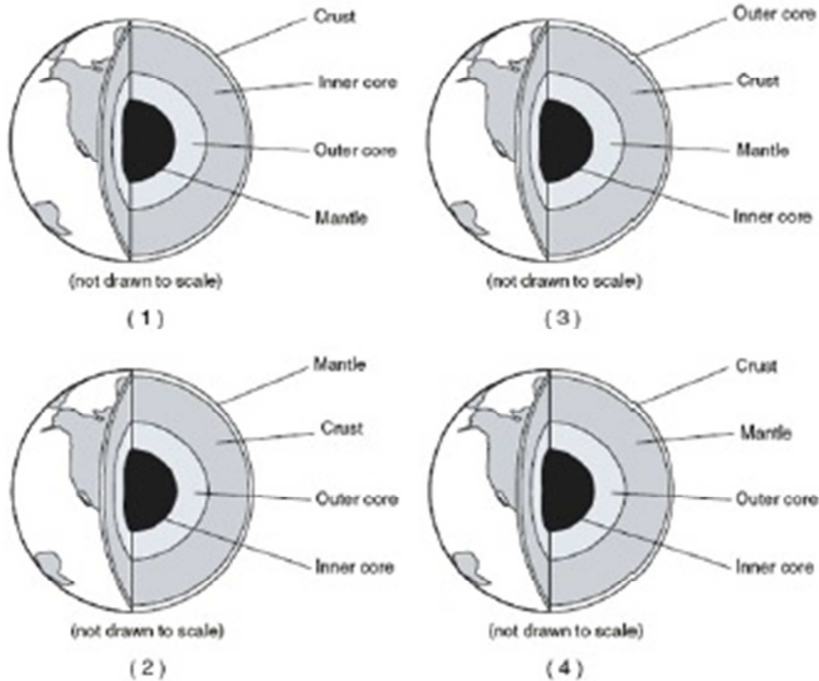 Crust
Inner core
Outer core
Mantle
(not drawn to scale)
( 1 )
Outer core
Crust
Mantle
Inner core
(not drawn to scale)
( 3 )
Mantle
Crust
Outer core
Inner core
(not drawn to scale)
( 2 )
Crust
Mantle
Outer core
Inner core
(not drawn to scale)
( 4 )